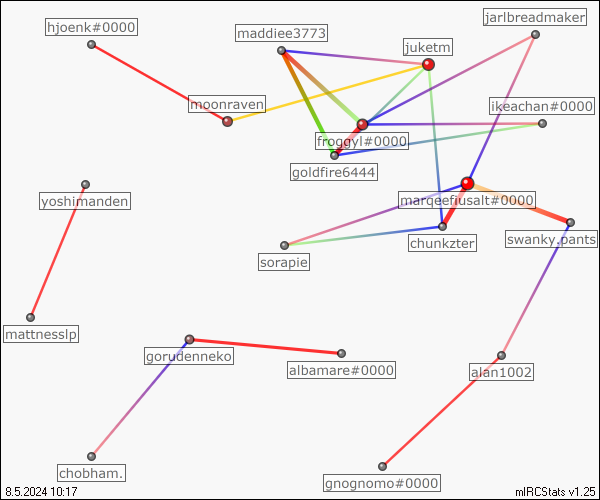 jarlbreadmaker
hjoenk#0000
maddiee3773
juketm
moonraven
ikeachan#0000
froggyl#0000
goldfire6444
yoshimanden
marqeefiusalt#0000
chunkzter
swanky.pants
sorapie
mattnesslp
gorudenneko
albamare#0000
alan1002
chobham.
gnognomo#0000
8.5.2024 10:17
mIRCStats v1.25